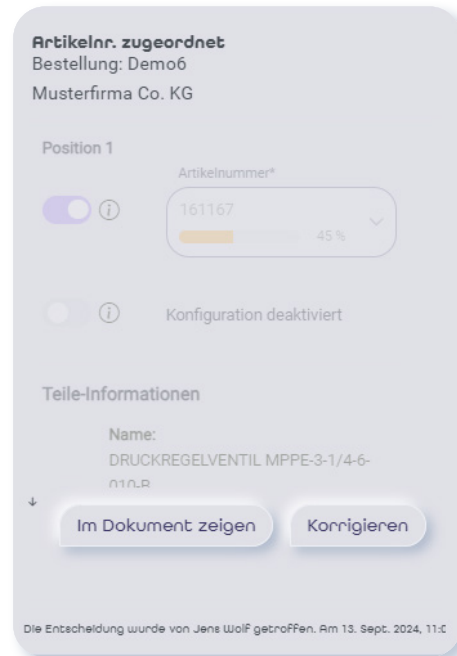 Artikelnr. zugeordnet
Bestellung: Demo6
Musterfirma Co. KG
Position 1
Artikelnummer*
161167
45 %
Konfiguration deaktiviert
Teile-Informationen
Name:
DRUCKREGELVENTIL MPPE-3-1/4-6-
010-B
Im Dokument zeigen
Korrigieren
Die Entscheidung wurde von Jens Wolf getroffen. Am 13. Sept. 2024,